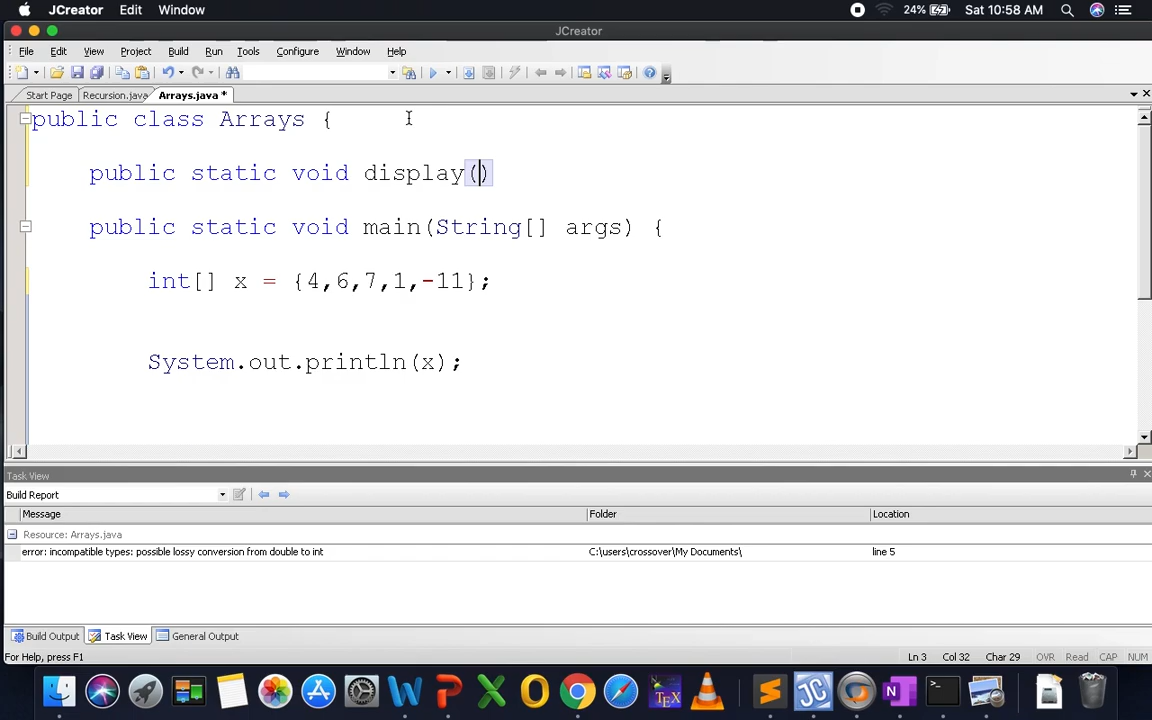 JCreator Edit Window 24% Sat 10:58 AM
JCreator
File Edit View Project Build Run Tools Configure Window Help
Start Page Recursion.java Arrays.java *
public class Arrays {
public static void display()
public static void main(String[] args) {
int[] x = {4,6,7,1,-11};
System.out.println(x);
Task View
Build Report
Message Folder Location
Resource: Arrays.java
error: incompatible types: possible lossy conversion from double to int C:\users\crossover\My Documents\ line 5
Build Output Task View General Output
For Help, press F1 Ln 3 Col 32 Char 29 OVR Read CAP NUM